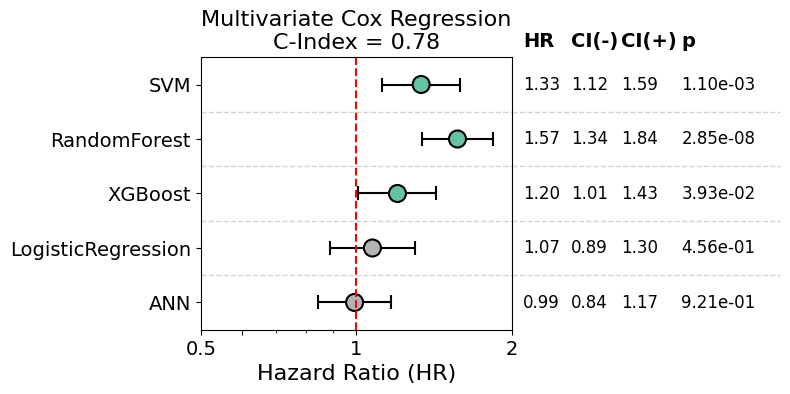 Multivariate Cox Regression
C-Index = 0.78
HR CI(-) CI(+) p
SVM 1.33 1.12 1.59 1.10e-03
RandomForest 1.57 1.34 1.84 2.85e-08
XGBoost 1.20 1.01 1.43 3.93e-02
LogisticRegression 1.07 0.89 1.30 4.56e-01
ANN 0.99 0.84 1.17 9.21e-01
0.5 1 2
Hazard Ratio (HR)